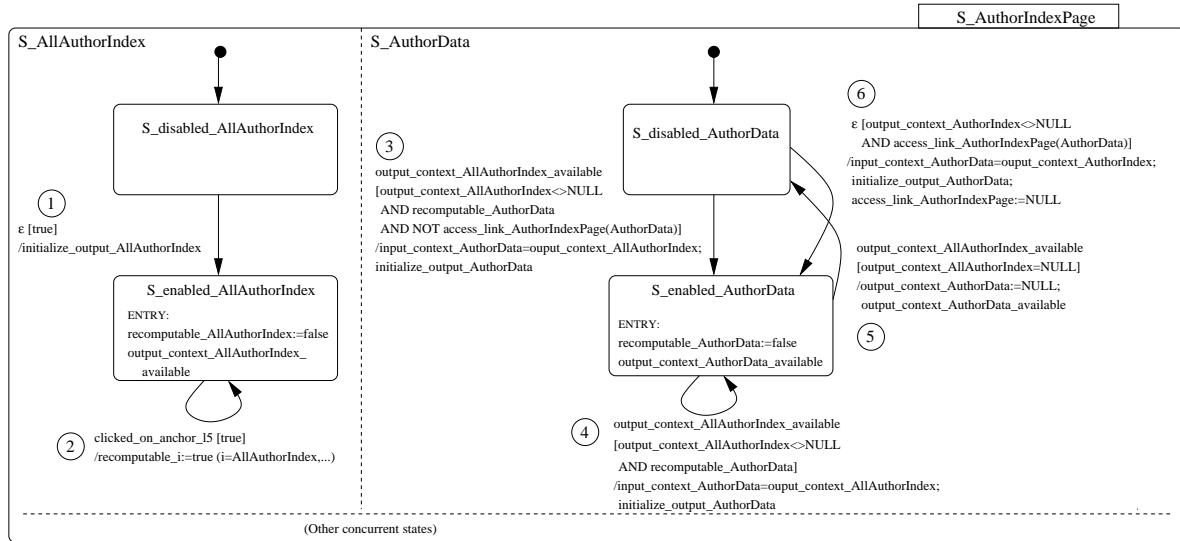 S_AuthorIndexPage
S_AllAuthorIndex
S_AuthorData
S_disabled_AllAuthorIndex
1
ε [true]
/initialize_output_AllAuthorIndex
S_enabled_AllAuthorIndex
ENTRY:
recomputable_AllAuthorIndex:=false
output_context_AllAuthorIndex_
available
2
clicked_on_anchor_l5 [true]
/recomputable_i:=true (i=AllAuthorIndex,...)
S_disabled_AuthorData
3
output_context_AllAuthorIndex_available
[output_context_AllAuthorIndex<>NULL
AND recomputable_AuthorData
AND NOT access_link_AuthorIndexPage(AuthorData)]
/input_context_AuthorData=ouput_context_AllAuthorIndex;
initialize_output_AuthorData
6
ε [output_context_AuthorIndex<>NULL
AND access_link_AuthorIndexPage(AuthorData)]
/input_context_AuthorData=ouput_context_AuthorIndex;
initialize_output_AuthorData;
access_link_AuthorIndexPage:=NULL
output_context_AllAuthorIndex_available
[output_context_AllAuthorIndex=NULL]
/output_context_AuthorData:=NULL;
output_context_AuthorData_available
5
S_enabled_AuthorData
ENTRY:
recomputable_AuthorData:=false
output_context_AuthorData_available
4
output_context_AllAuthorIndex_available
[output_context_AllAuthorIndex<>NULL
AND recomputable_AuthorData]
/input_context_AuthorData=ouput_context_AllAuthorIndex;
initialize_output_AuthorData
(Other concurrent states)